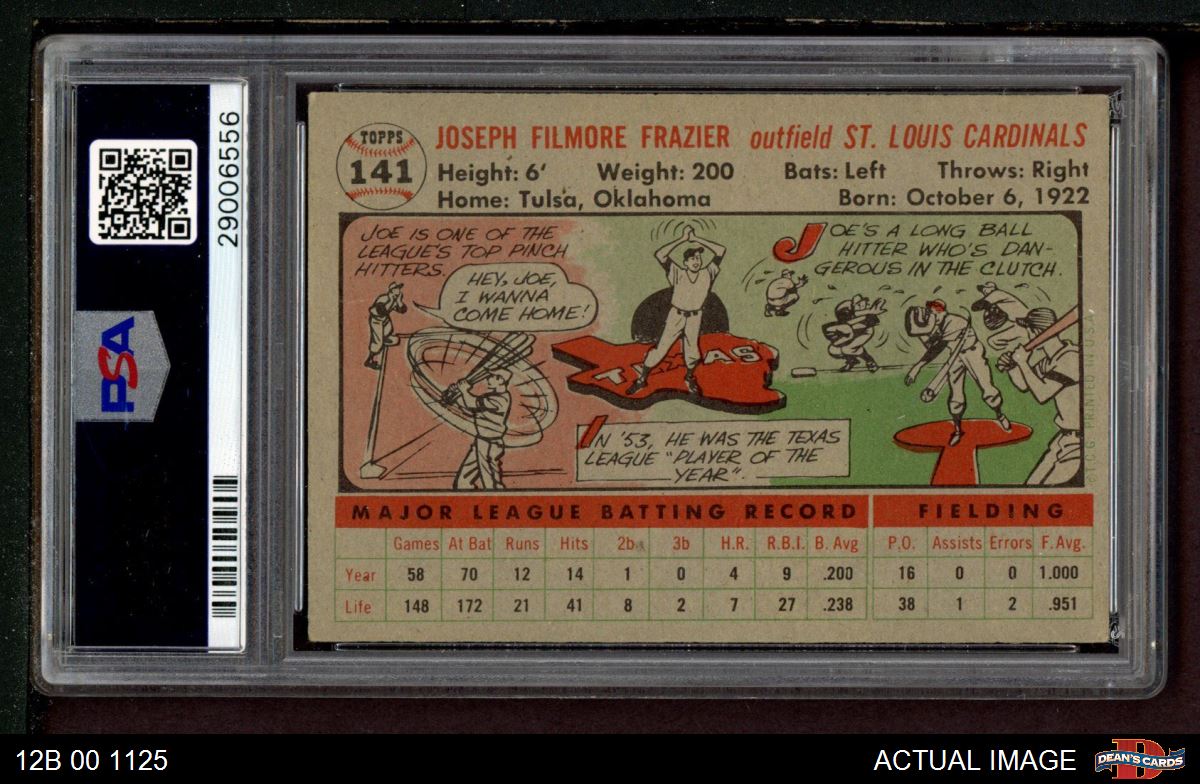 29006556
PSA
TOPPS
141
JOSEPH FILMORE FRAZIER outfield ST. LOUIS CARDINALS
Height: 6' Weight: 200 Bats: Left Throws: Right
Home: Tulsa, Oklahoma Born: October 6, 1922
JOE IS ONE OF THE
LEAGUE'S TOP PINCH
HITTERS.
HEY, JOE,
I WANNA
COME HOME!
TEXAS
IN '53, HE WAS THE TEXAS
LEAGUE "PLAYER OF THE
YEAR".
JOE'S A LONG BALL
HITTER WHO'S DAN-
GEROUS IN THE CLUTCH.
MAJOR LEAGUE BATTING RECORD FIELDING
Games At Bat Runs Hits 2b 3b H.R. R.B.I. B. Avg P.O. Assists Errors F. Avg.
Year 58 70 12 14 1 0 4 9 .200 16 0 0 1.000
Life 148 172 21 41 8 2 7 27 .238 38 1 2 .951
12B 00 1125
ACTUAL IMAGE
DEAN'S CARDS